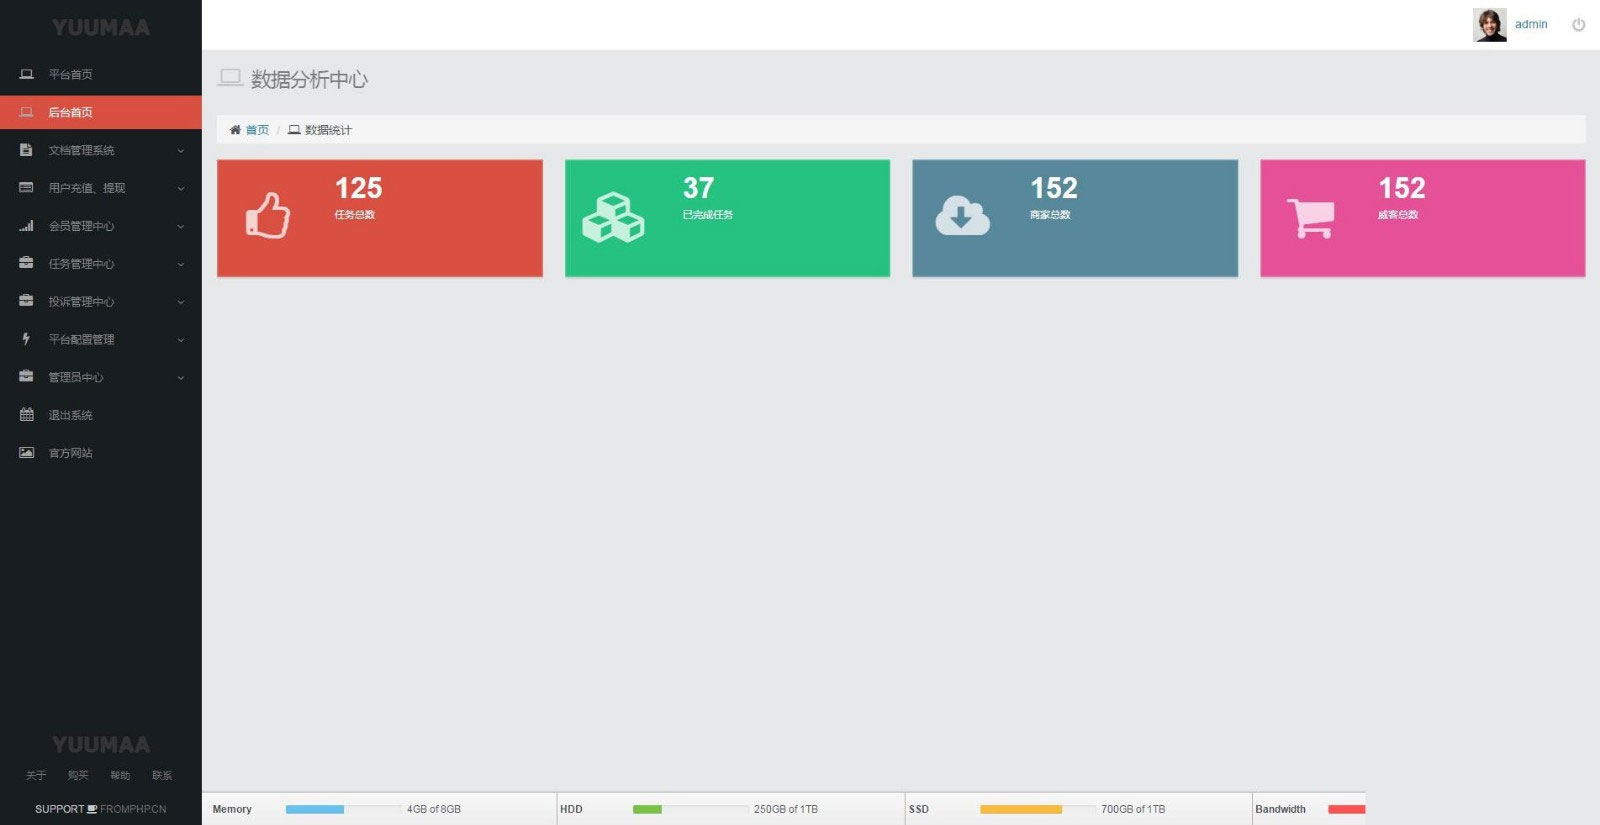 YUUMAA
admin
平台首页
后台首页
文档管理系统
用户充值、提现
会员管理中心
任务管理中心
投诉管理中心
平台配置管理
管理员中心
退出系统
官方网站
数据分析中心
首页 / 数据统计
125
任务总数
37
已完成任务
152
商家总数
152
威客总数
YUUMAA
关于 购买 帮助 联系
SUPPORT FROMPHP.CN
Memory 4GB of 8GB
HDD 250GB of 1TB
SSD 700GB of 1TB
Bandwidth